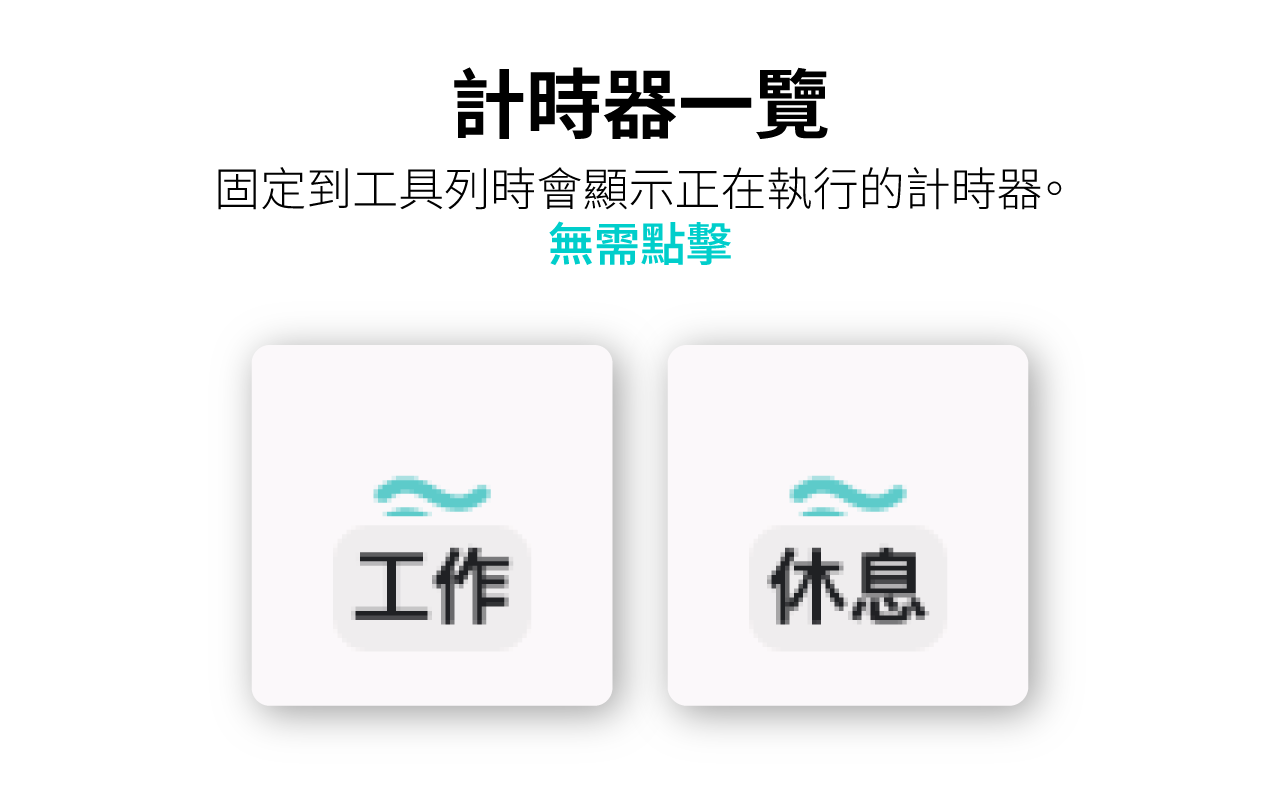 計時器一覽
固定到工具列時會顯示正在執行的計時器。
無需點擊
工作
休息